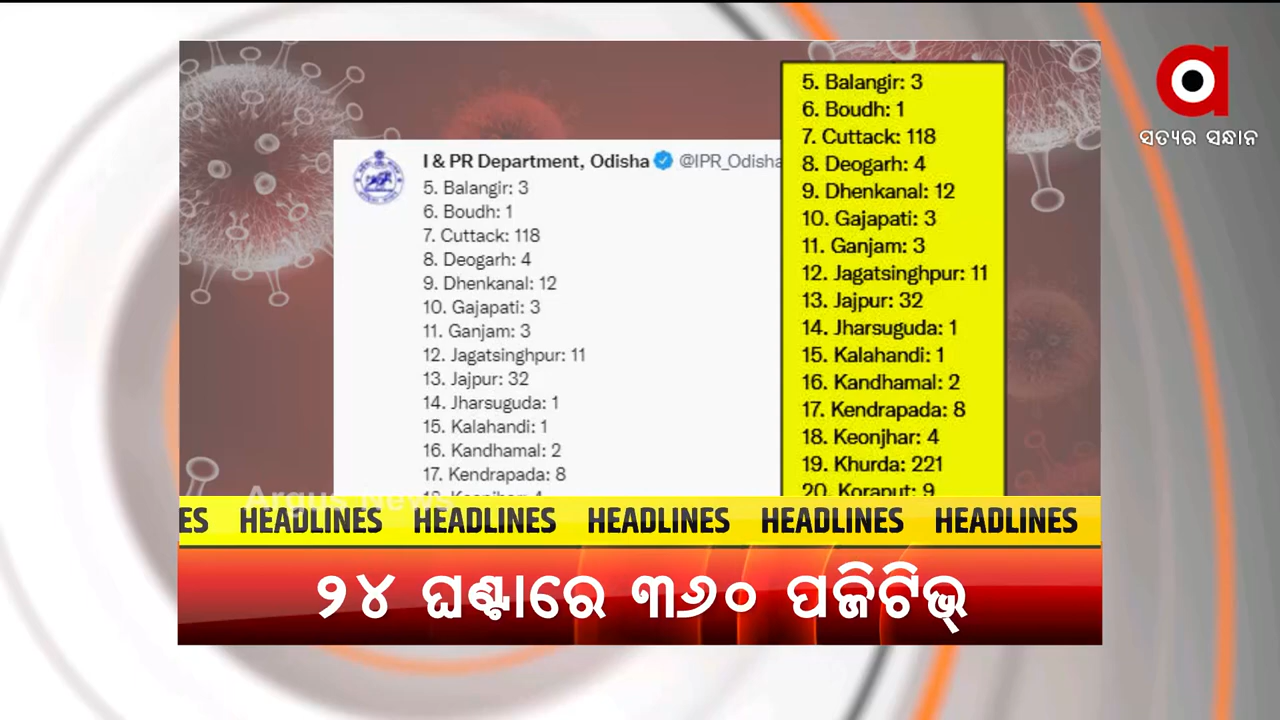 ସତ୍ୟର ସନ୍ଧାନ
I & PR Department, Odisha @IPR_Odisha
5. Balangir: 3
6. Boudh: 1
7. Cuttack: 118
8. Deogarh: 4
9. Dhenkanal: 12
10. Gajapati: 3
11. Ganjam: 3
12. Jagatsinghpur: 11
13. Jajpur: 32
14. Jharsuguda: 1
15. Kalahandi: 1
16. Kandhamal: 2
17. Kendrapada: 8
18. Keonjhar: 4
5. Balangir: 3
6. Boudh: 1
7. Cuttack: 118
8. Deogarh: 4
9. Dhenkanal: 12
10. Gajapati: 3
11. Ganjam: 3
12. Jagatsinghpur: 11
13. Jajpur: 32
14. Jharsuguda: 1
15. Kalahandi: 1
16. Kandhamal: 2
17. Kendrapada: 8
18. Keonjhar: 4
19. Khurda: 221
20. Koraput: 9
Argus News
ES HEADLINES HEADLINES HEADLINES HEADLINES HEADLINES
୨୪ ଘଣ୍ଟାରେ ୩୬୦ ପଜିଟିଭ୍